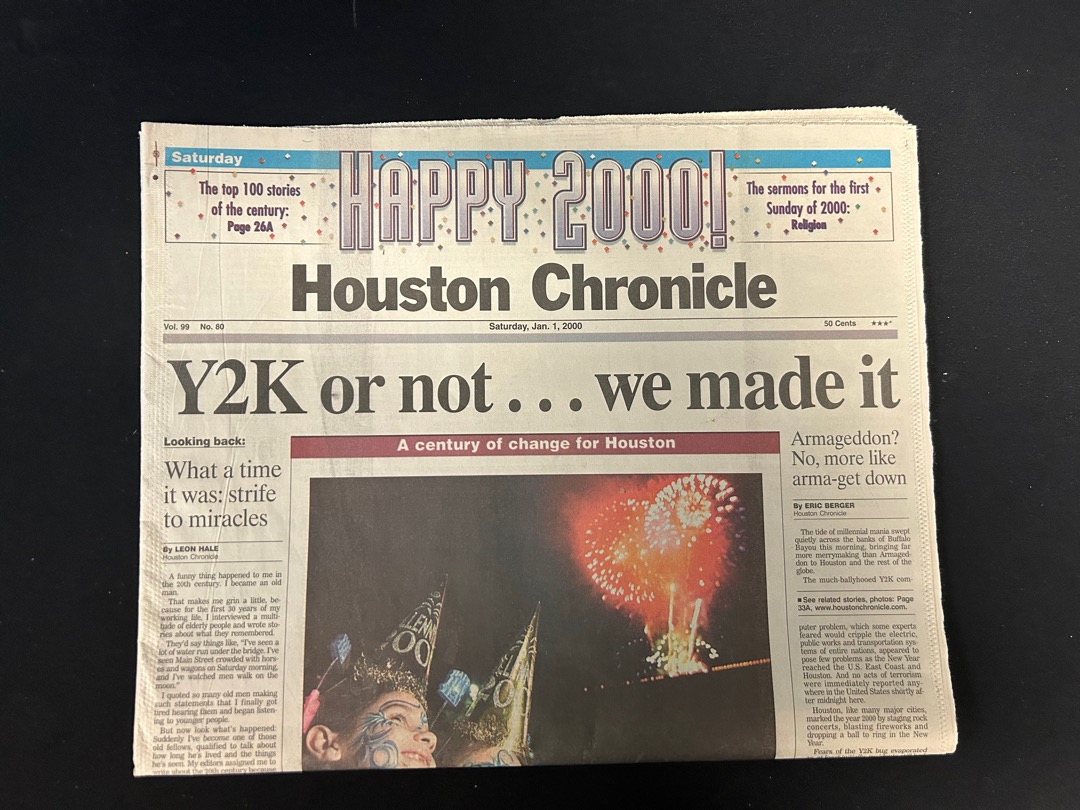 Saturday
HAPPY 2000!
The top 100 stories
of the century:
Page 26A
The sermons for the first
Sunday of 2000:
Religion
Houston Chronicle
Vol. 99 No. 80
Saturday, Jan. 1, 2000
50 Cents ★★★*
Y2K or not . . . we made it
Looking back:
What a time
it was: strife
to miracles
By LEON HALE
Houston Chronicle
A funny thing happened to me in
the 20th century. I became an old
man.
That makes me grin a little, be-
cause for the first 30 years of my
working life, I interviewed a multi-
tude of elderly people and wrote sto-
ries about what they remembered.
They'd say things like, "I've seen a
lot of water run under the bridge. I've
seen Main Street crowded with hors-
es and wagons on Saturday morning,
and I've watched men walk on the
moon."
I quoted so many old men making
such statements that I finally got
tired hearing them and began listen-
ing to younger people.
But now look what's happened:
Suddenly I've become one of those
old fellows, qualified to talk about
how long he's lived and the things
he's seen. My editors assigned me to
write about the 20th century because
A century of change for Houston
Armageddon?
No, more like
arma-get down
By ERIC BERGER
Houston Chronicle
The tide of millennial mania swept
quietly across the banks of Buffalo
Bayou this morning, bringing far
more merrymaking than Armaged-
don to Houston and the rest of the
globe.
The much-ballyhooed Y2K com-
■ See related stories, photos: Page
33A, www.houstonchronicle.com.
puter problem, which some experts
feared would cripple the electric,
public works and transportation sys-
tems of entire nations, appeared to
pose few problems as the New Year
reached the U.S. East Coast and
Houston. And no acts of terrorism
were immediately reported any-
where in the United States shortly af-
ter midnight here.
Houston, like many major cities,
marked the year 2000 by staging rock
concerts, blasting fireworks and
dropping a ball to ring in the New
Year.
Fears of the Y2K bug evaporated